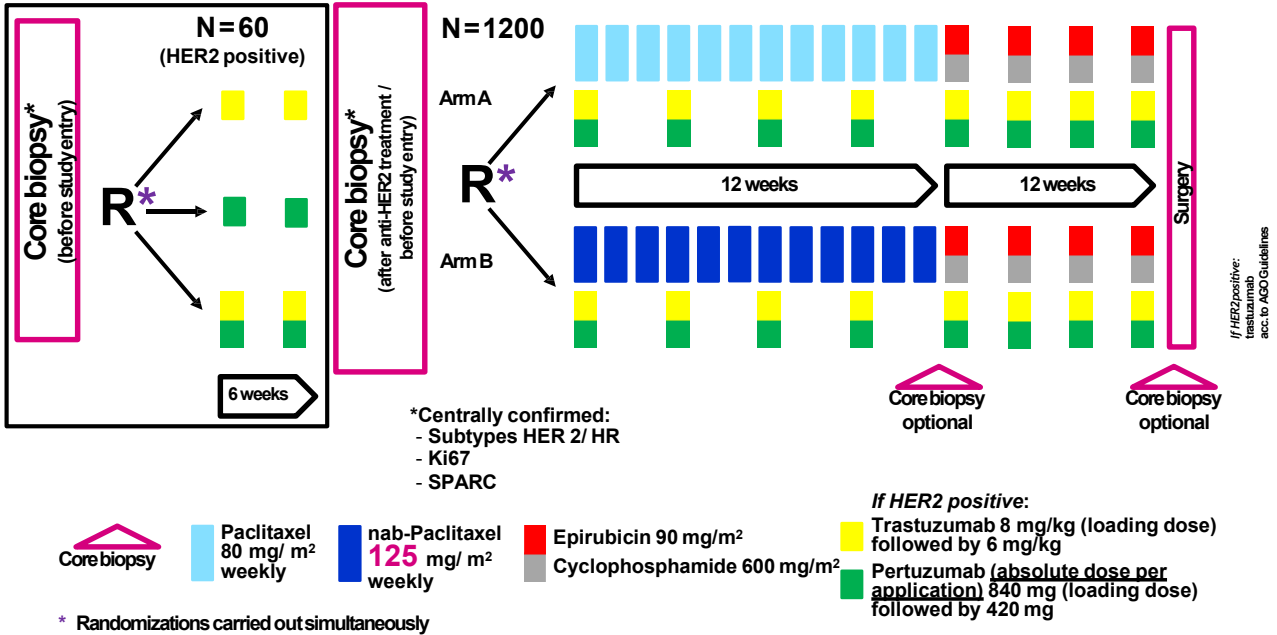 N=60
(HER2 positive)
Core biopsy*
(before study entry)
R*
6 weeks
Core biopsy*
(after anti-HER2 treatment /
before study entry)
N=1200
Arm A
R*
Arm B
12 weeks
12 weeks
Surgery
If HER2 positive:
trastuzumab
acc. to AGO Guidelines
Core biopsy
optional
Core biopsy
optional
*Centrally confirmed:
- Subtypes HER 2/ HR
- Ki67
- SPARC
Core biopsy
Paclitaxel
80 mg/ m²
weekly
nab-Paclitaxel
125 mg/ m²
weekly
Epirubicin 90 mg/m²
Cyclophosphamide 600 mg/m²
If HER2 positive:
Trastuzumab 8 mg/kg (loading dose)
followed by 6 mg/kg
Pertuzumab (absolute dose per
application) 840 mg (loading dose)
followed by 420 mg
* Randomizations carried out simultaneously